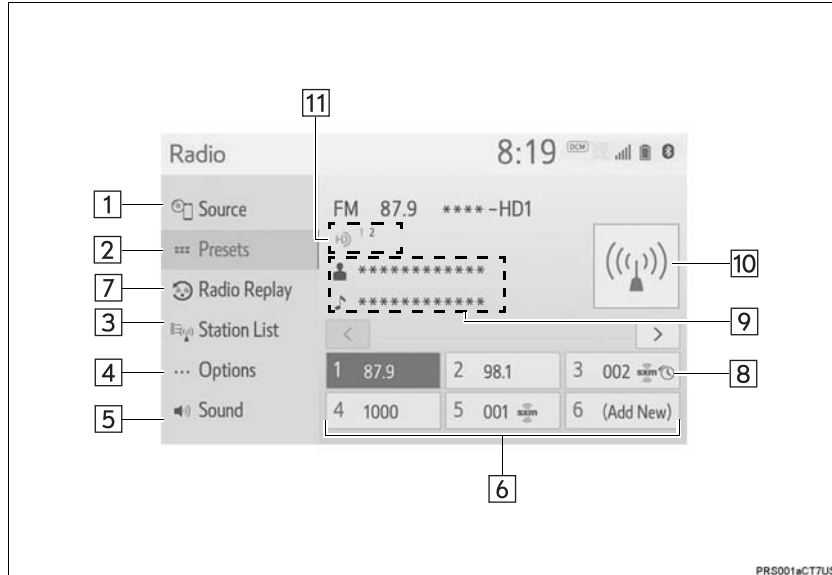 11
Radio 8:19 DCM
1 Source
FM 87.9 ****-HD1
2 Presets
HD 1 2
************
10
7 Radio Replay
************
9
3 Station List
< >
4 Options
1 87.9 2 98.1 3 002 sxm 8
5 Sound
4 1000 5 001 sxm 6 (Add New)
6
PRS001aCT7US